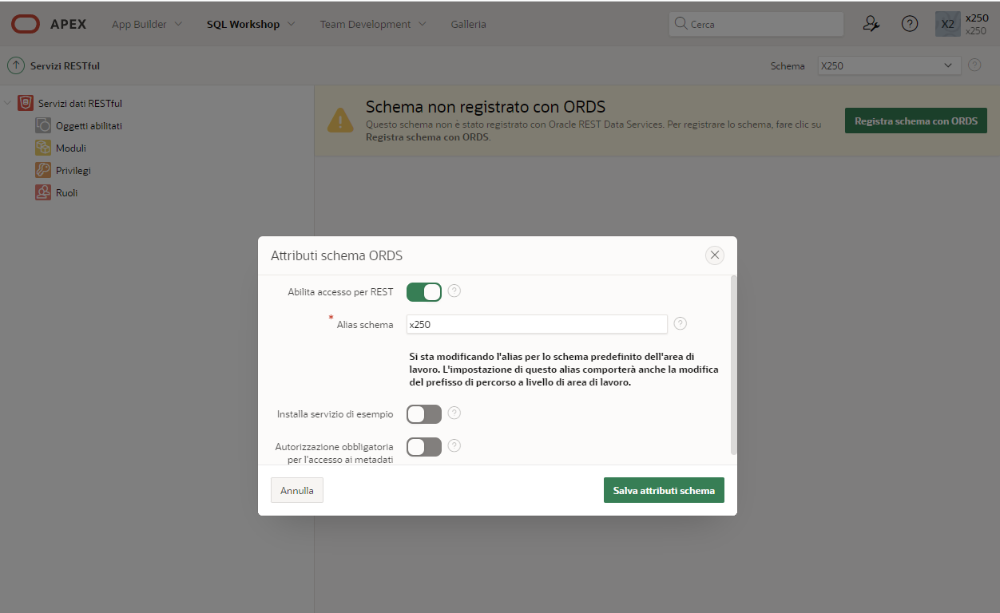 APEX
App Builder
SQL Workshop
Team Development
Galleria
Cerca
X2
x250
x250
Servizi RESTful
Schema
X250
Servizi dati RESTful
Oggetti abilitati
Moduli
Privilegi
Ruoli
Schema non registrato con ORDS
Questo schema non è stato registrato con Oracle REST Data Services. Per registrare lo schema, fare clic su
Registra schema con ORDS.
Registra schema con ORDS
Attributi schema ORDS
Abilita accesso per REST
* Alias schema
x250
Si sta modificando l'alias per lo schema predefinito dell'area di
lavoro. L'impostazione di questo alias comporterà anche la modifica
del prefisso di percorso a livello di area di lavoro.
Installa servizio di esempio
Autorizzazione obbligatoria
per l'accesso ai metadati
Annulla
Salva attributi schema